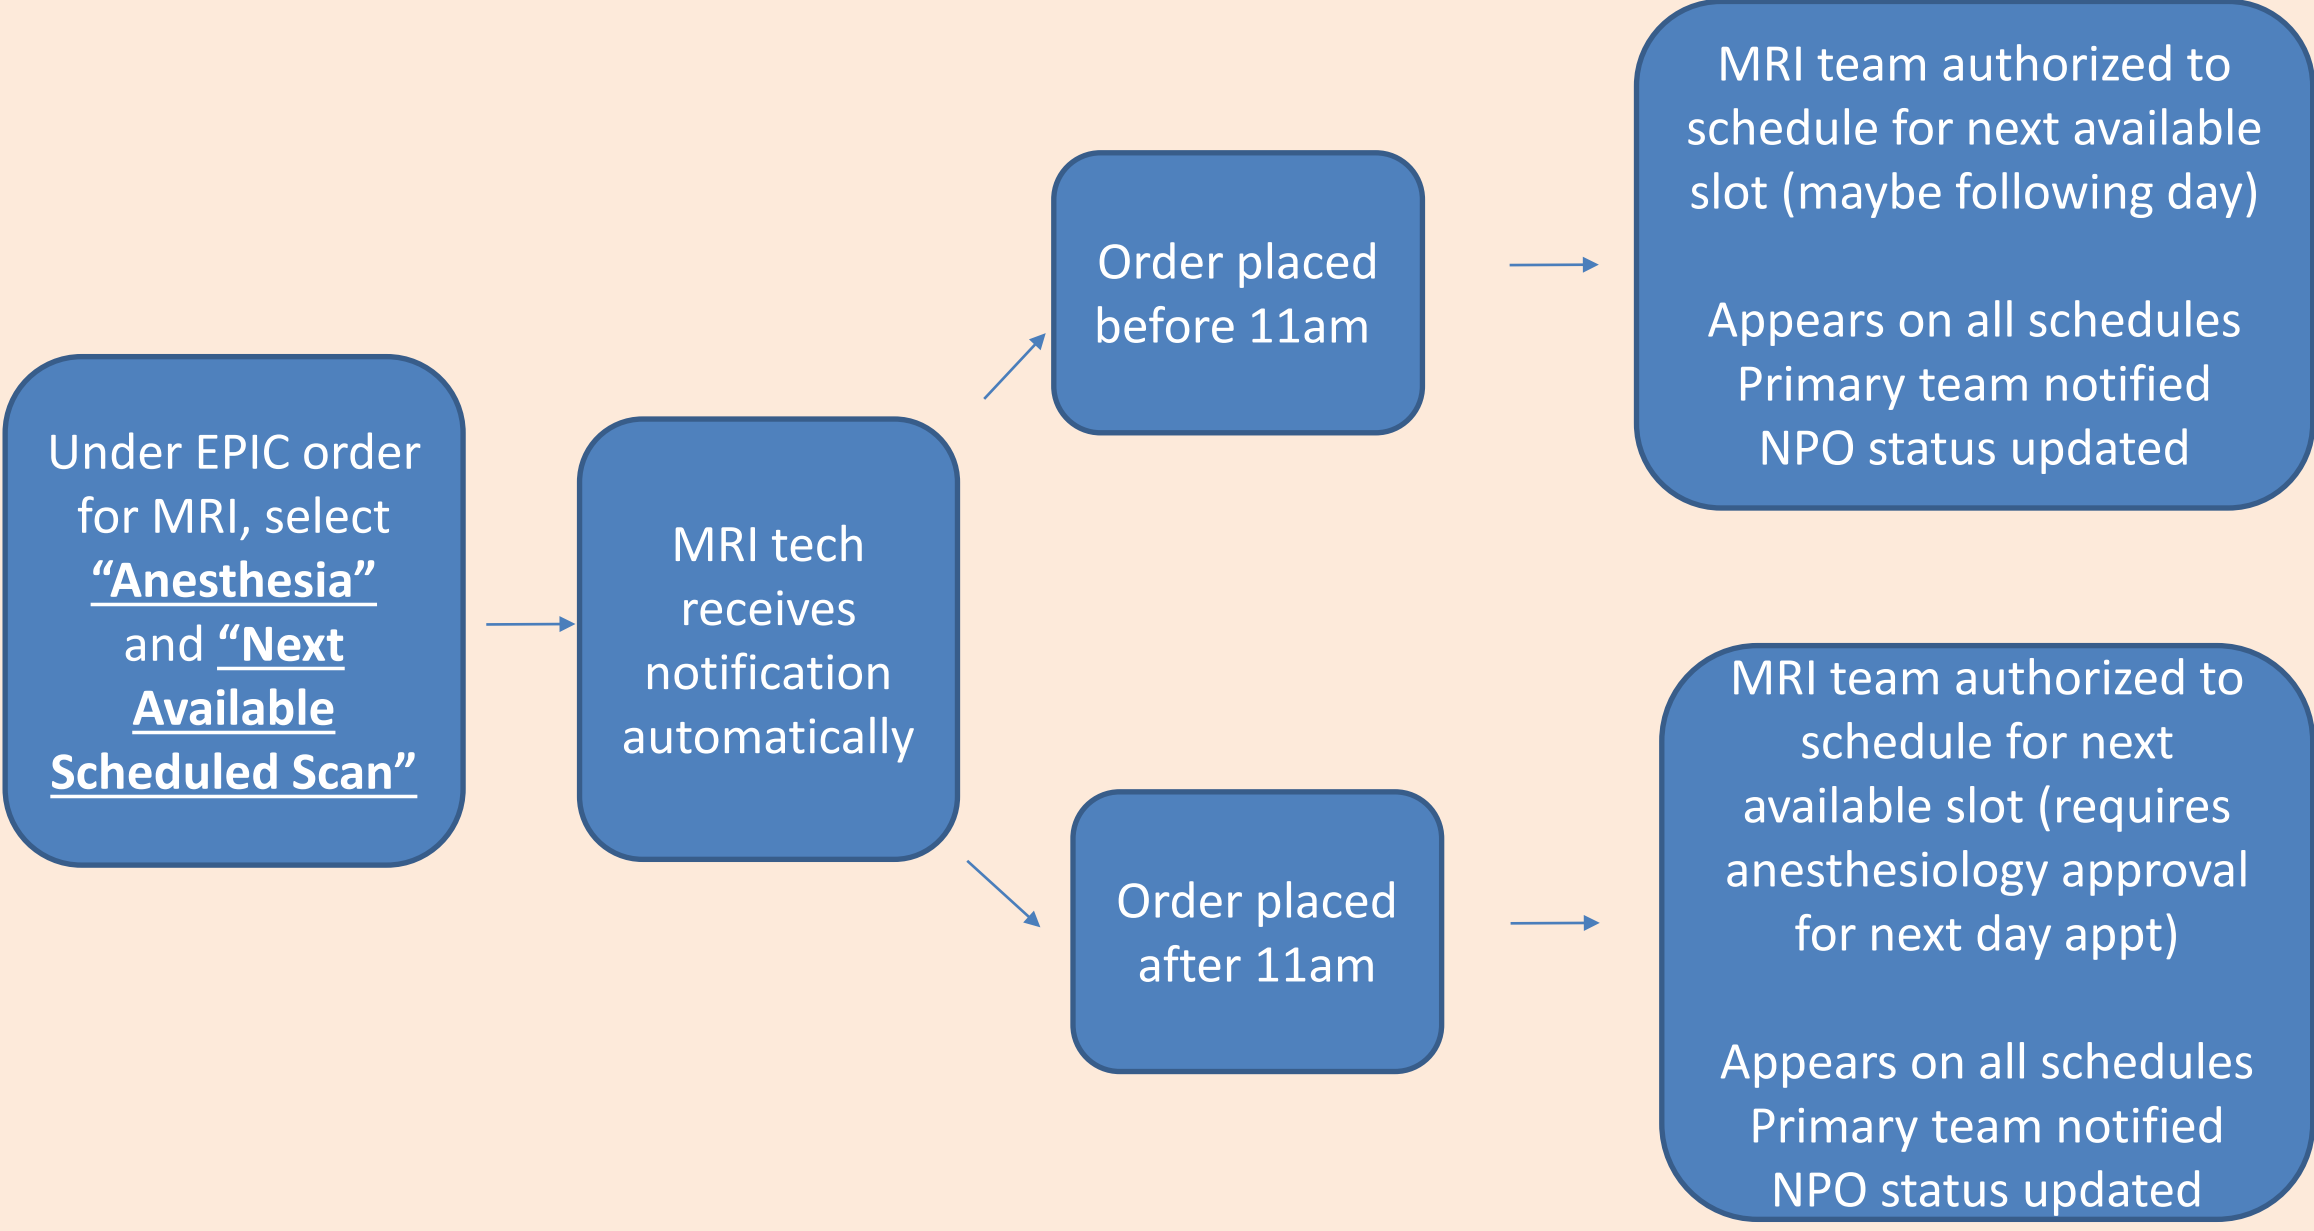 Under EPIC order
for MRI, select
“Anesthesia”
and “Next
Available
Scheduled Scan”
MRI tech
receives
notification
automatically
Order placed
before 11am
MRI team authorized to
schedule for next available
slot (maybe following day)
Appears on all schedules
Primary team notified
NPO status updated
Order placed
after 11am
MRI team authorized to
schedule for next
available slot (requires
anesthesiology approval
for next day appt)
Appears on all schedules
Primary team notified
NPO status updated